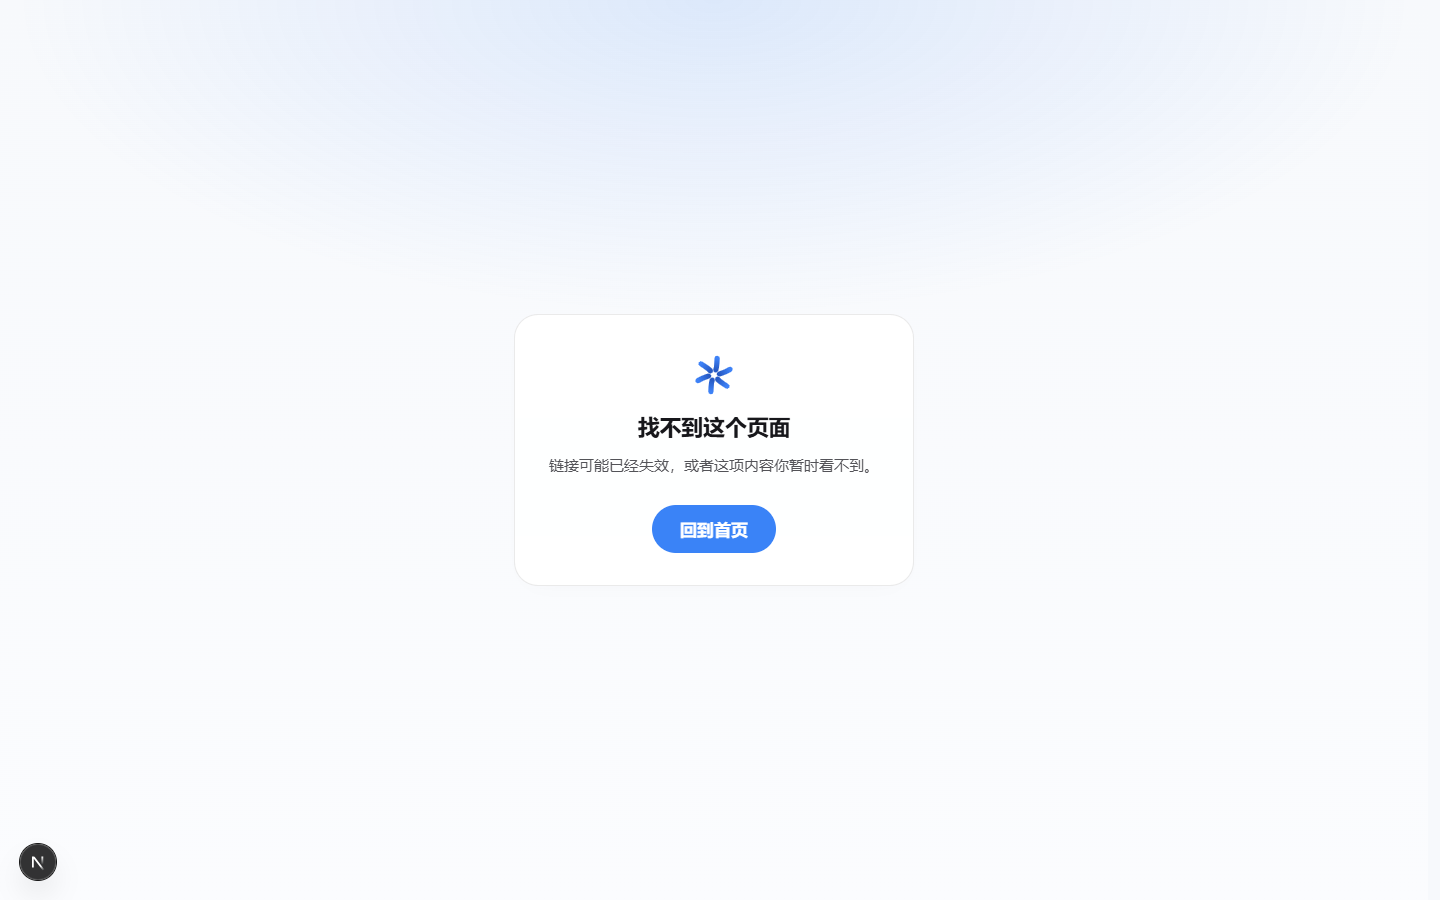 找不到这个页面
链接可能已经失效，或者这项内容你暂时看不到。
回到首页
N